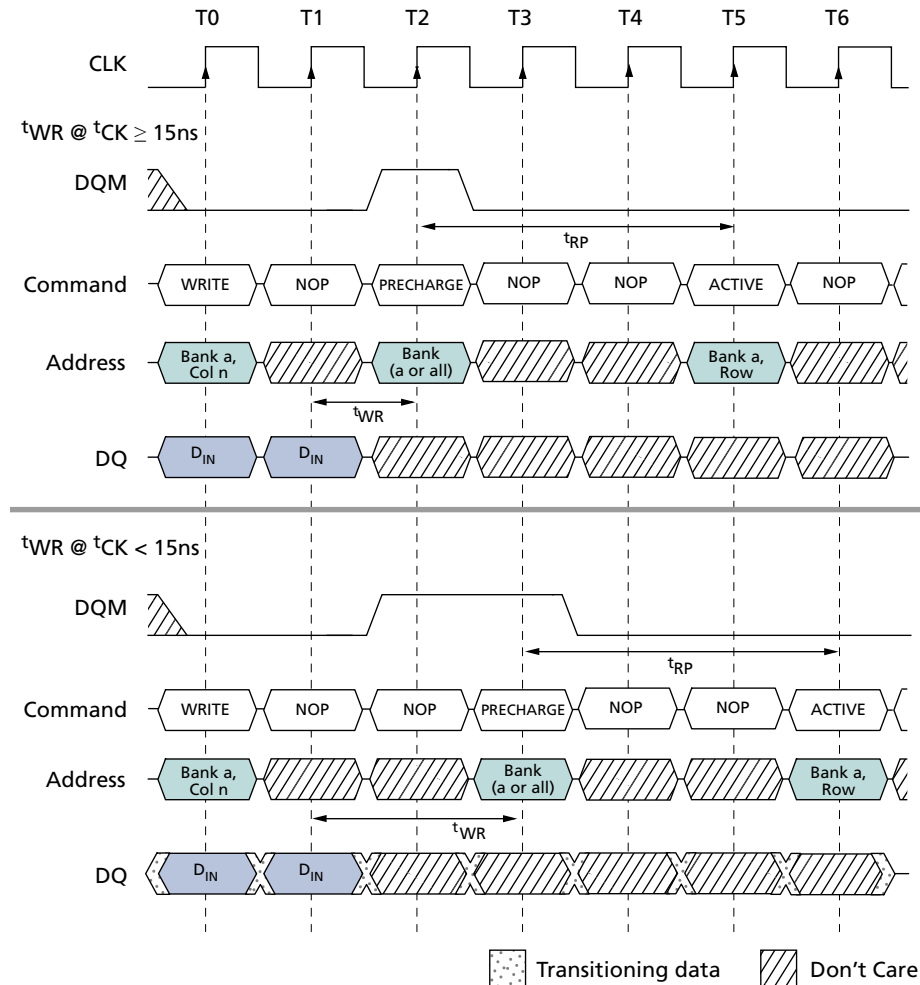 T0 T1 T2 T3 T4 T5 T6
CLK
tWR @ tCK ≥ 15ns
DQM
tRP
Command WRITE NOP PRECHARGE NOP NOP ACTIVE NOP
Address Bank a, Col n Bank (a or all) Bank a, Row
tWR
DQ DIN DIN
tWR @ tCK < 15ns
DQM
tRP
Command WRITE NOP NOP PRECHARGE NOP NOP ACTIVE
Address Bank a, Col n Bank (a or all) Bank a, Row
tWR
DQ DIN DIN
Transitioning data Don't Care